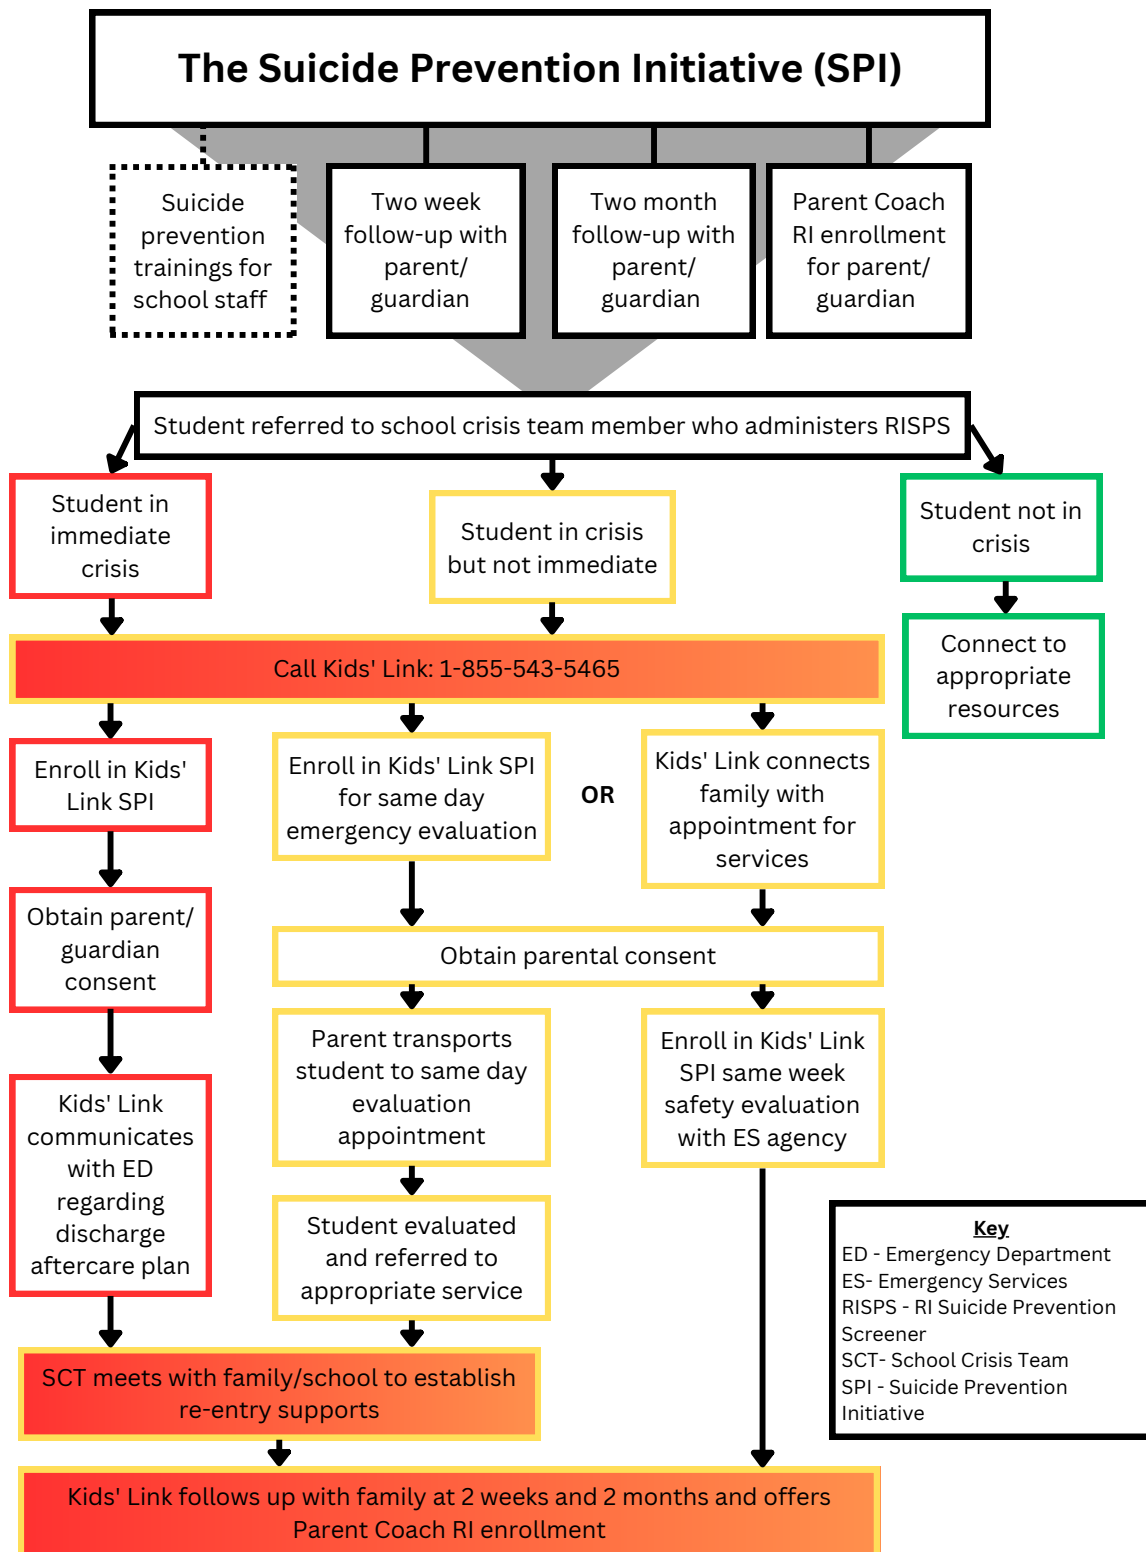 The Suicide Prevention Initiative (SPI)
Suicide
prevention
trainings for
school staff
Two week
follow-up with
parent/
guardian
Two month
follow-up with
parent/
guardian
Parent Coach
RI enrollment
for parent/
guardian
Student referred to school crisis team member who administers RISPS
Student in
immediate
crisis
Student in crisis
but not immediate
Student not in
crisis
Connect to
appropriate
resources
Call Kids' Link: 1-855-543-5465
Enroll in Kids'
Link SPI
Enroll in Kids' Link SPI
for same day
emergency evaluation
OR
Kids' Link connects
family with
appointment for
services
Obtain parent/
guardian
consent
Obtain parental consent
Kids' Link
communicates
with ED
regarding
discharge
aftercare plan
Parent transports
student to same day
evaluation
appointment
Enroll in Kids' Link
SPI same week
safety evaluation
with ES agency
Student evaluated
and referred to
appropriate service
Key
ED - Emergency Department
ES- Emergency Services
RISPS - RI Suicide Prevention
Screener
SCT- School Crisis Team
SPI - Suicide Prevention
Initiative
SCT meets with family/school to establish
re-entry supports
Kids' Link follows up with family at 2 weeks and 2 months and offers
Parent Coach RI enrollment